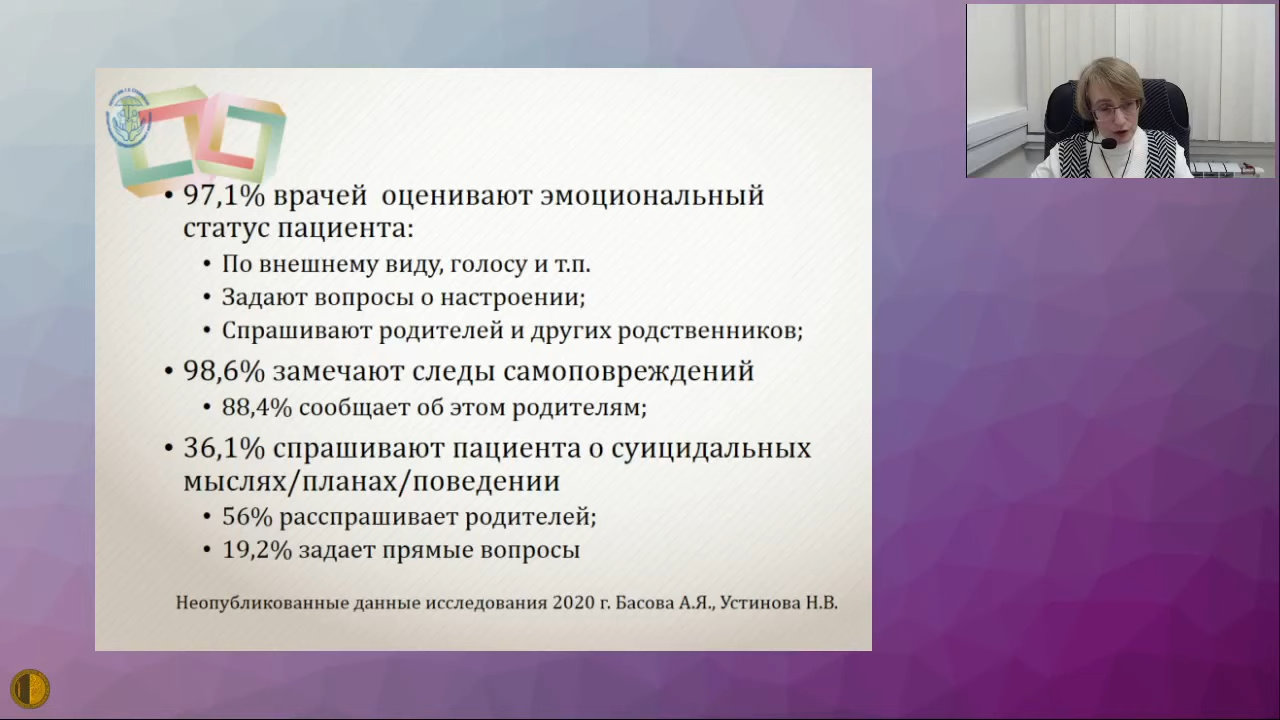 • 97,1% врачей оценивают эмоциональный
статус пациента:
• По внешнему виду, голосу и т.п.
• Задают вопросы о настроении;
• Спрашивают родителей и других родственников;
• 98,6% замечают следы самоповреждений
• 88,4% сообщает об этом родителям;
• 36,1% спрашивают пациента о суицидальных
мыслях/планах/поведении
• 56% расспрашивает родителей;
• 19,2% задает прямые вопросы
Неопубликованные данные исследования 2020 г. Басова А.Я., Устинова Н.В.